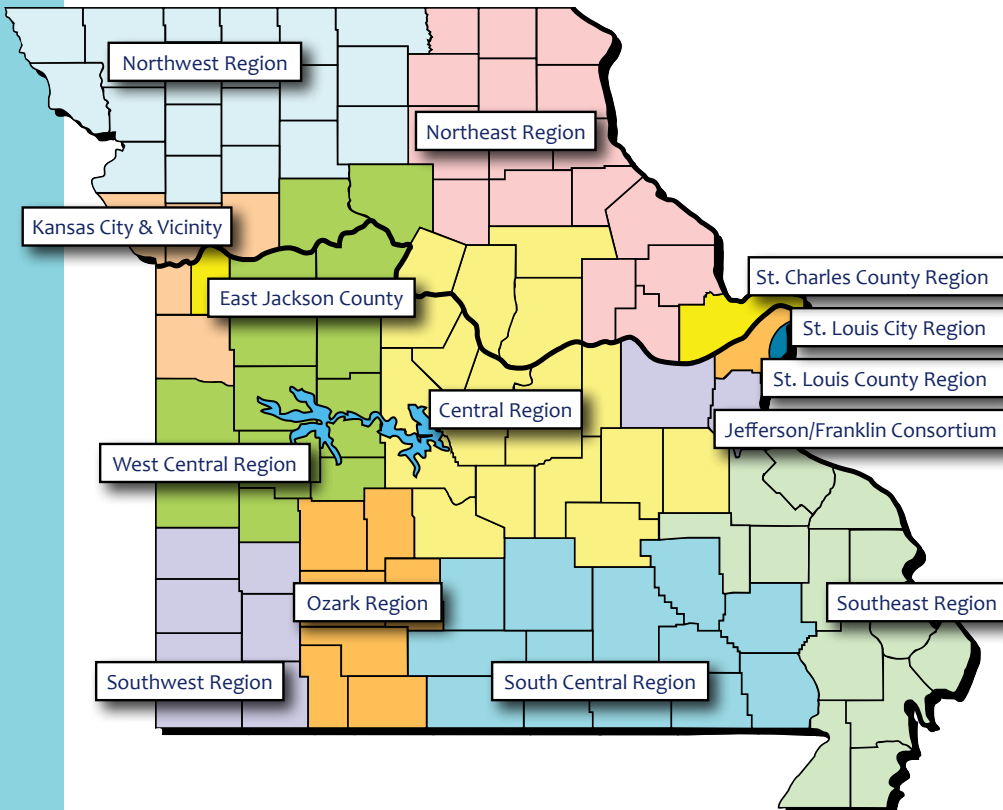 Northwest Region
Northeast Region
Kansas City & Vicinity
St. Charles County Region
East Jackson County
St. Louis City Region
St. Louis County Region
Central Region
Jefferson/Franklin Consortium
West Central Region
Ozark Region
Southeast Region
Southwest Region
South Central Region